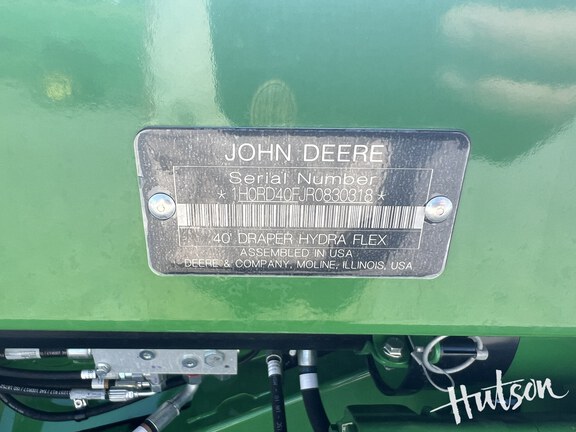 JOHN DEERE
Serial Number
* 1H0RD40FJR0830318 *
40' DRAPER HYDRA FLEX
ASSEMBLED IN USA
DEERE & COMPANY, MOLINE, ILLINOIS, USA
Hutson